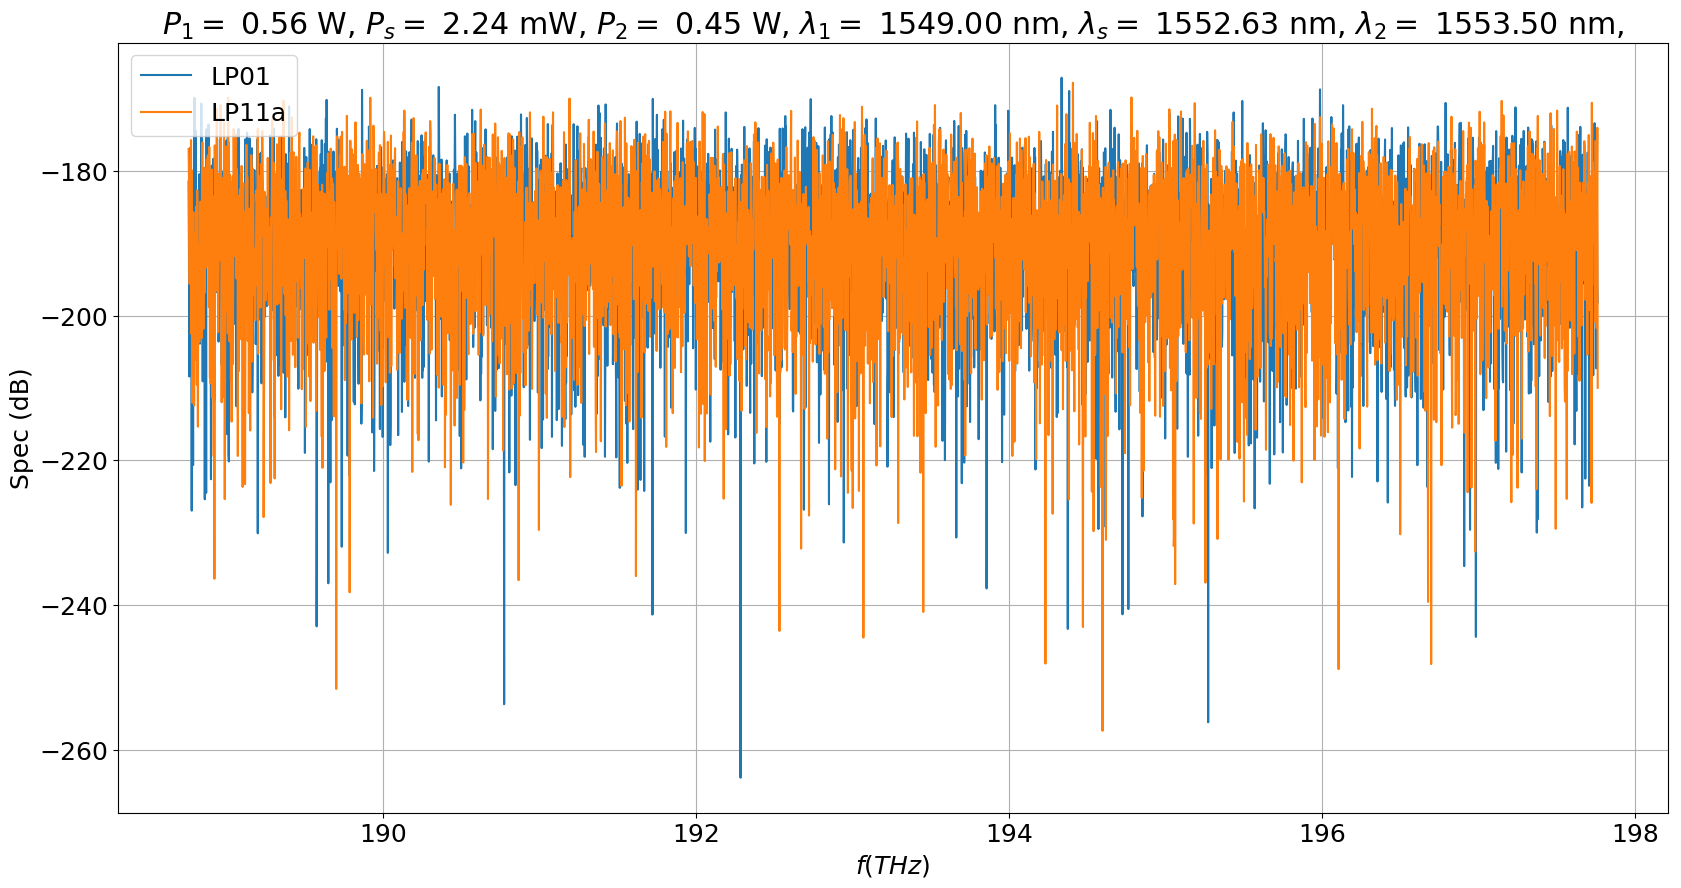 P₁ = 0.56 W, Pₛ = 2.24 mW, P₂ = 0.45 W, λ₁ = 1549.00 nm, λₛ = 1552.63 nm, λ₂ = 1553.50 nm,
LP01
LP11a
Spec (dB)
−180
−200
−220
−240
−260
190 192 194 196 198
f(THz)